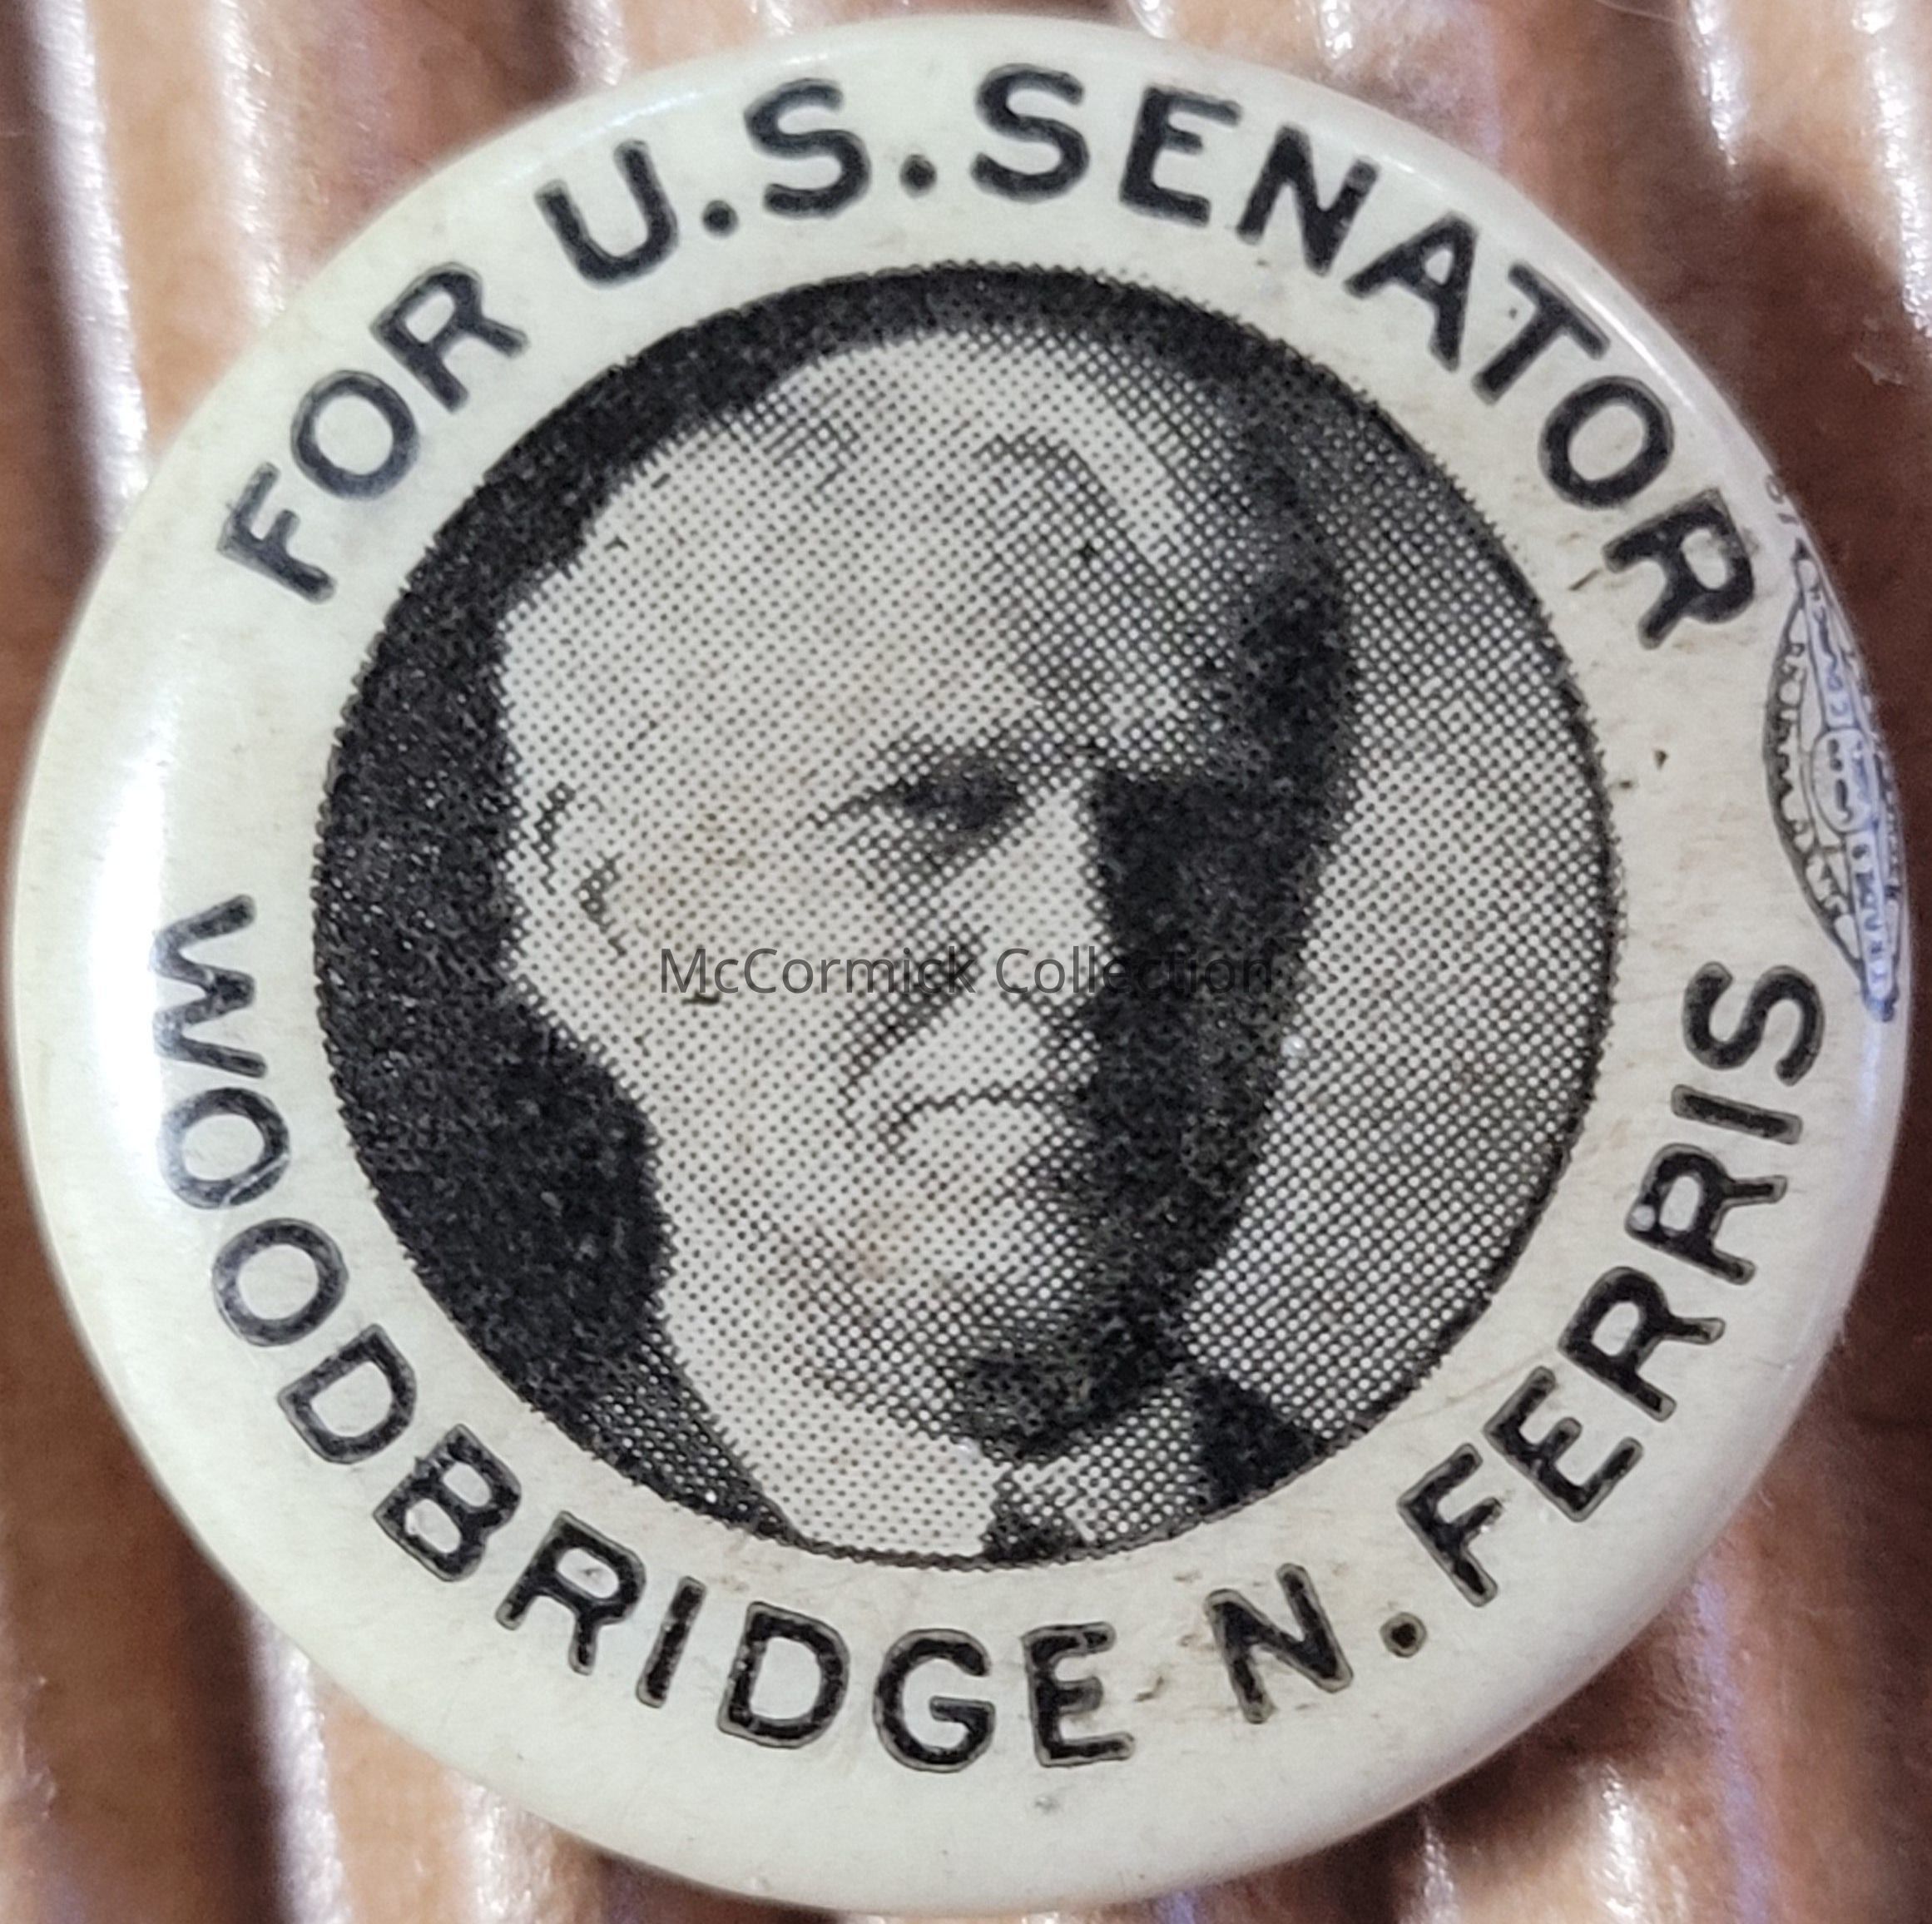 FOR U.S. SENATOR
McCormick Collection
WOODBRIDGE N. FERRIS